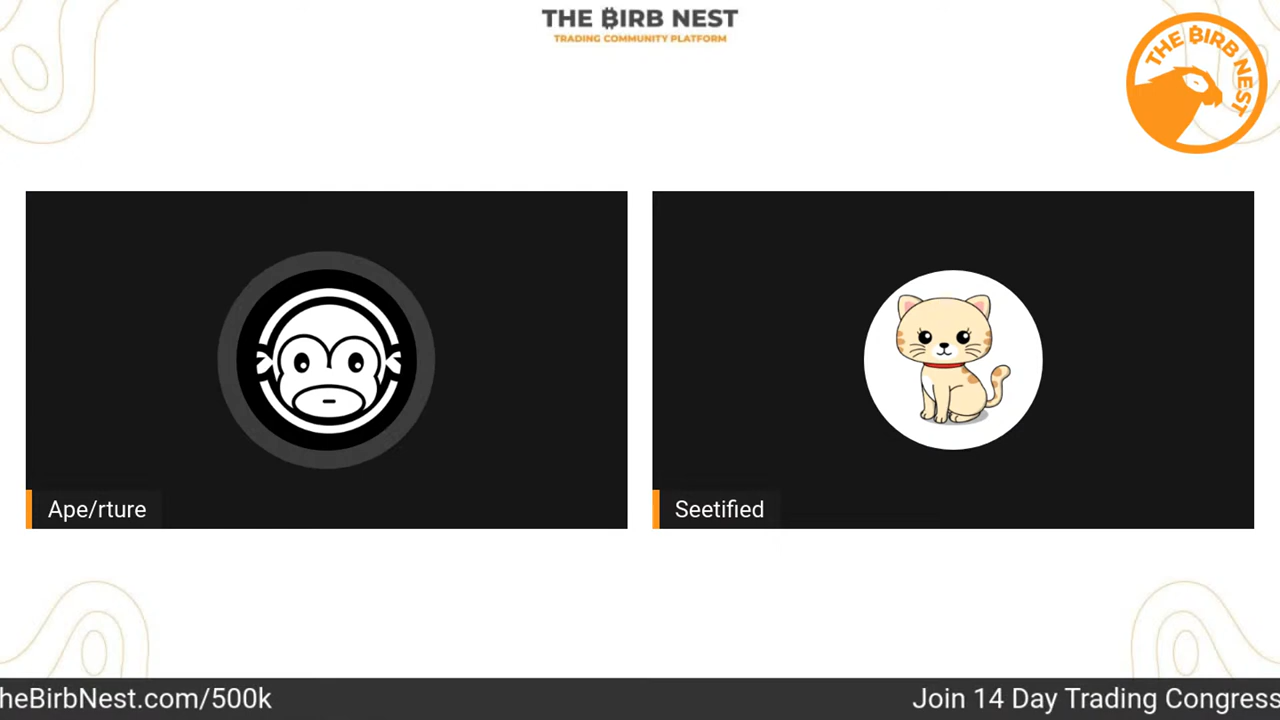 THE ₿IRB NEST
TRADING COMMUNITY PLATFORM
THE ₿IRB NEST
Ape/rture
Seetified
heBirbNest.com/500k
Join 14 Day Trading Congress